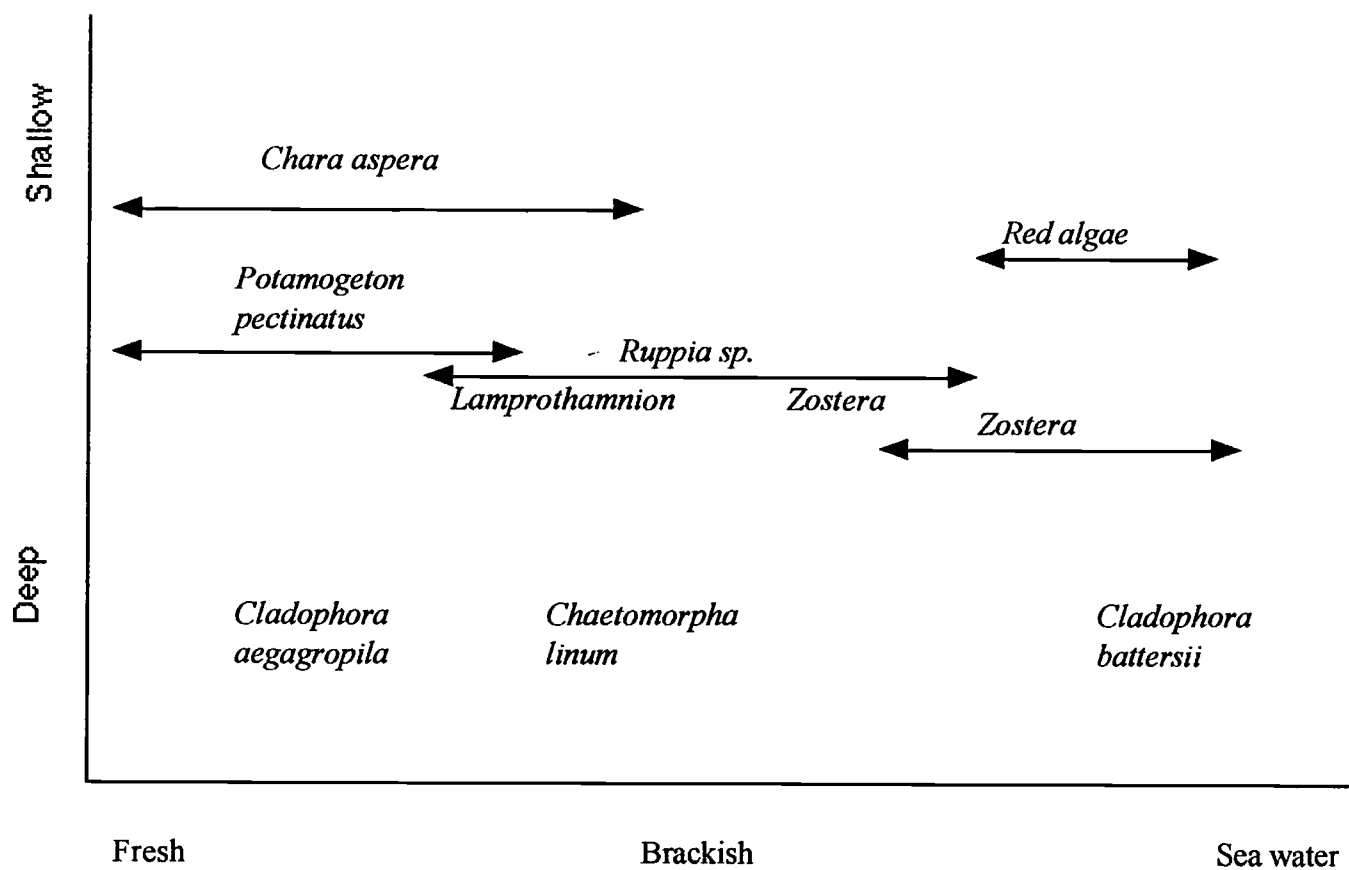 Shallow
Chara aspera
Red algae
Potamogeton
pectinatus
Ruppia sp.
Lamprothamnion
Zostera
Zostera
Deep
Cladophora
aegagropila
Chaetomorpha
linum
Cladophora
battersii
Fresh
Brackish
Sea water